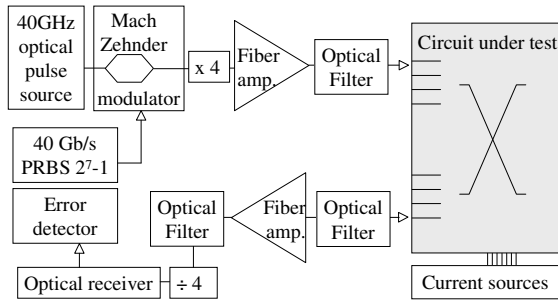 40GHz
optical
pulse
source
Mach
Zehnder
modulator
x 4
Fiber
amp.
Optical
Filter
Circuit under test
40 Gb/s
PRBS 2⁷-1
Error
detector
Optical
Filter
Fiber
amp.
Optical
Filter
Optical receiver
÷ 4
Current sources